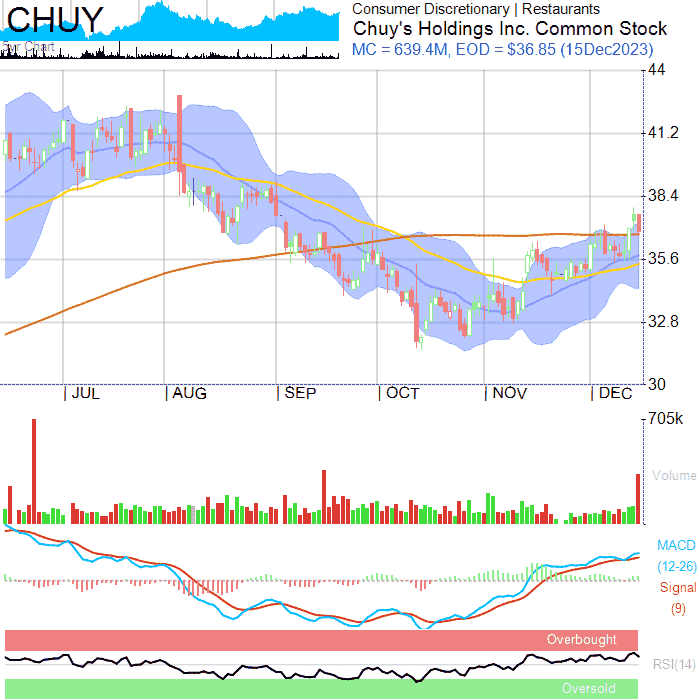 CHUY
5yr Chart
Consumer Discretionary | Restaurants
Chuy's Holdings Inc. Common Stock
MC = 639.4M, EOD = $36.85 (15Dec2023)
44
41.2
38.4
35.6
32.8
30
| JUL | AUG | SEP | OCT | NOV | DEC
705k
Volume
MACD
(12-26)
Signal
(9)
Overbought
RSI(14)
Oversold